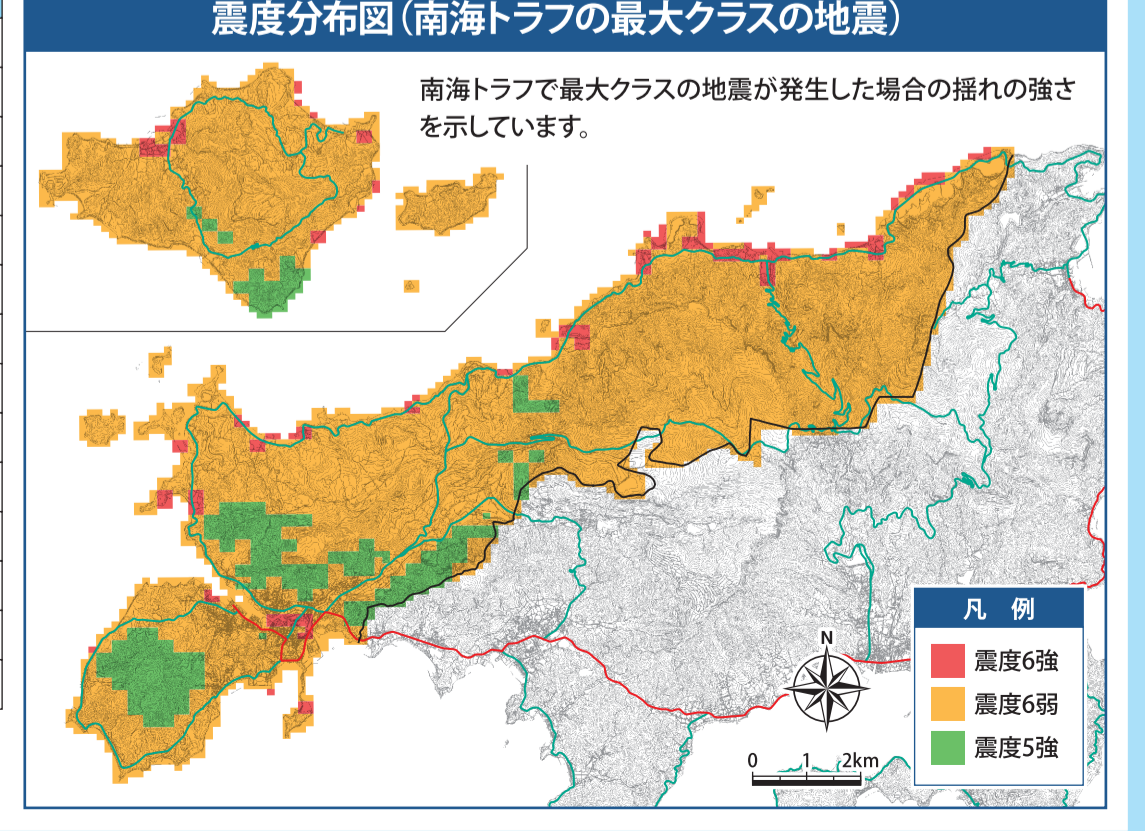 震度分布図(南海トラフの最大クラスの地震)
南海トラフで最大クラスの地震が発生した場合の揺れの強さ
を示しています。
凡 例
震度6強
震度6弱
震度5強
N
0 1 2km